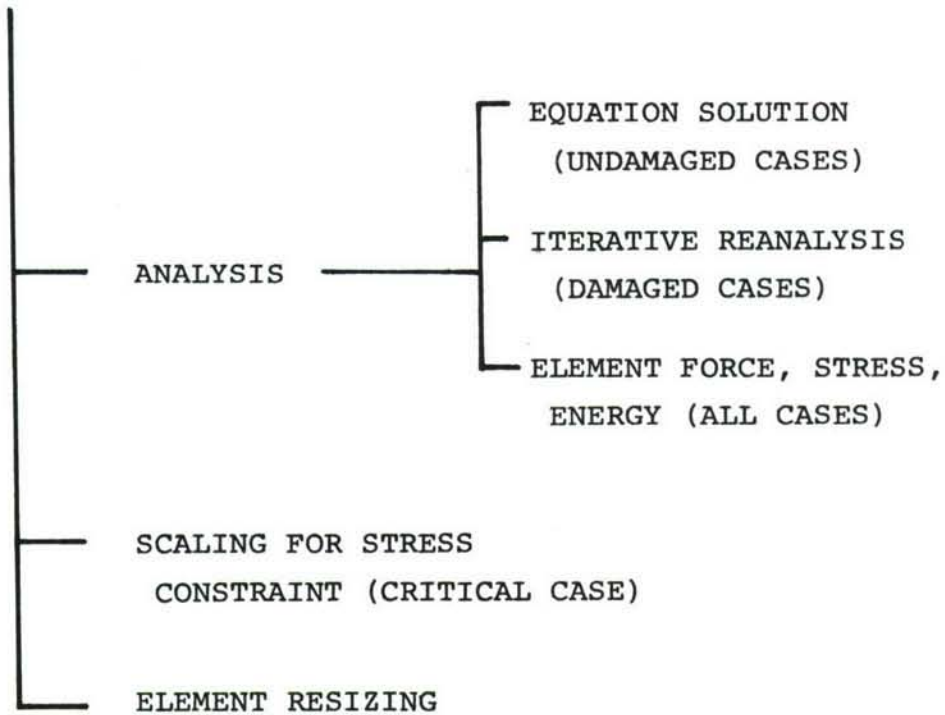 EQUATION SOLUTION
(UNDAMAGED CASES)
ITERATIVE REANALYSIS
(DAMAGED CASES)
ANALYSIS
ELEMENT FORCE, STRESS,
ENERGY (ALL CASES)
SCALING FOR STRESS
CONSTRAINT (CRITICAL CASE)
ELEMENT RESIZING